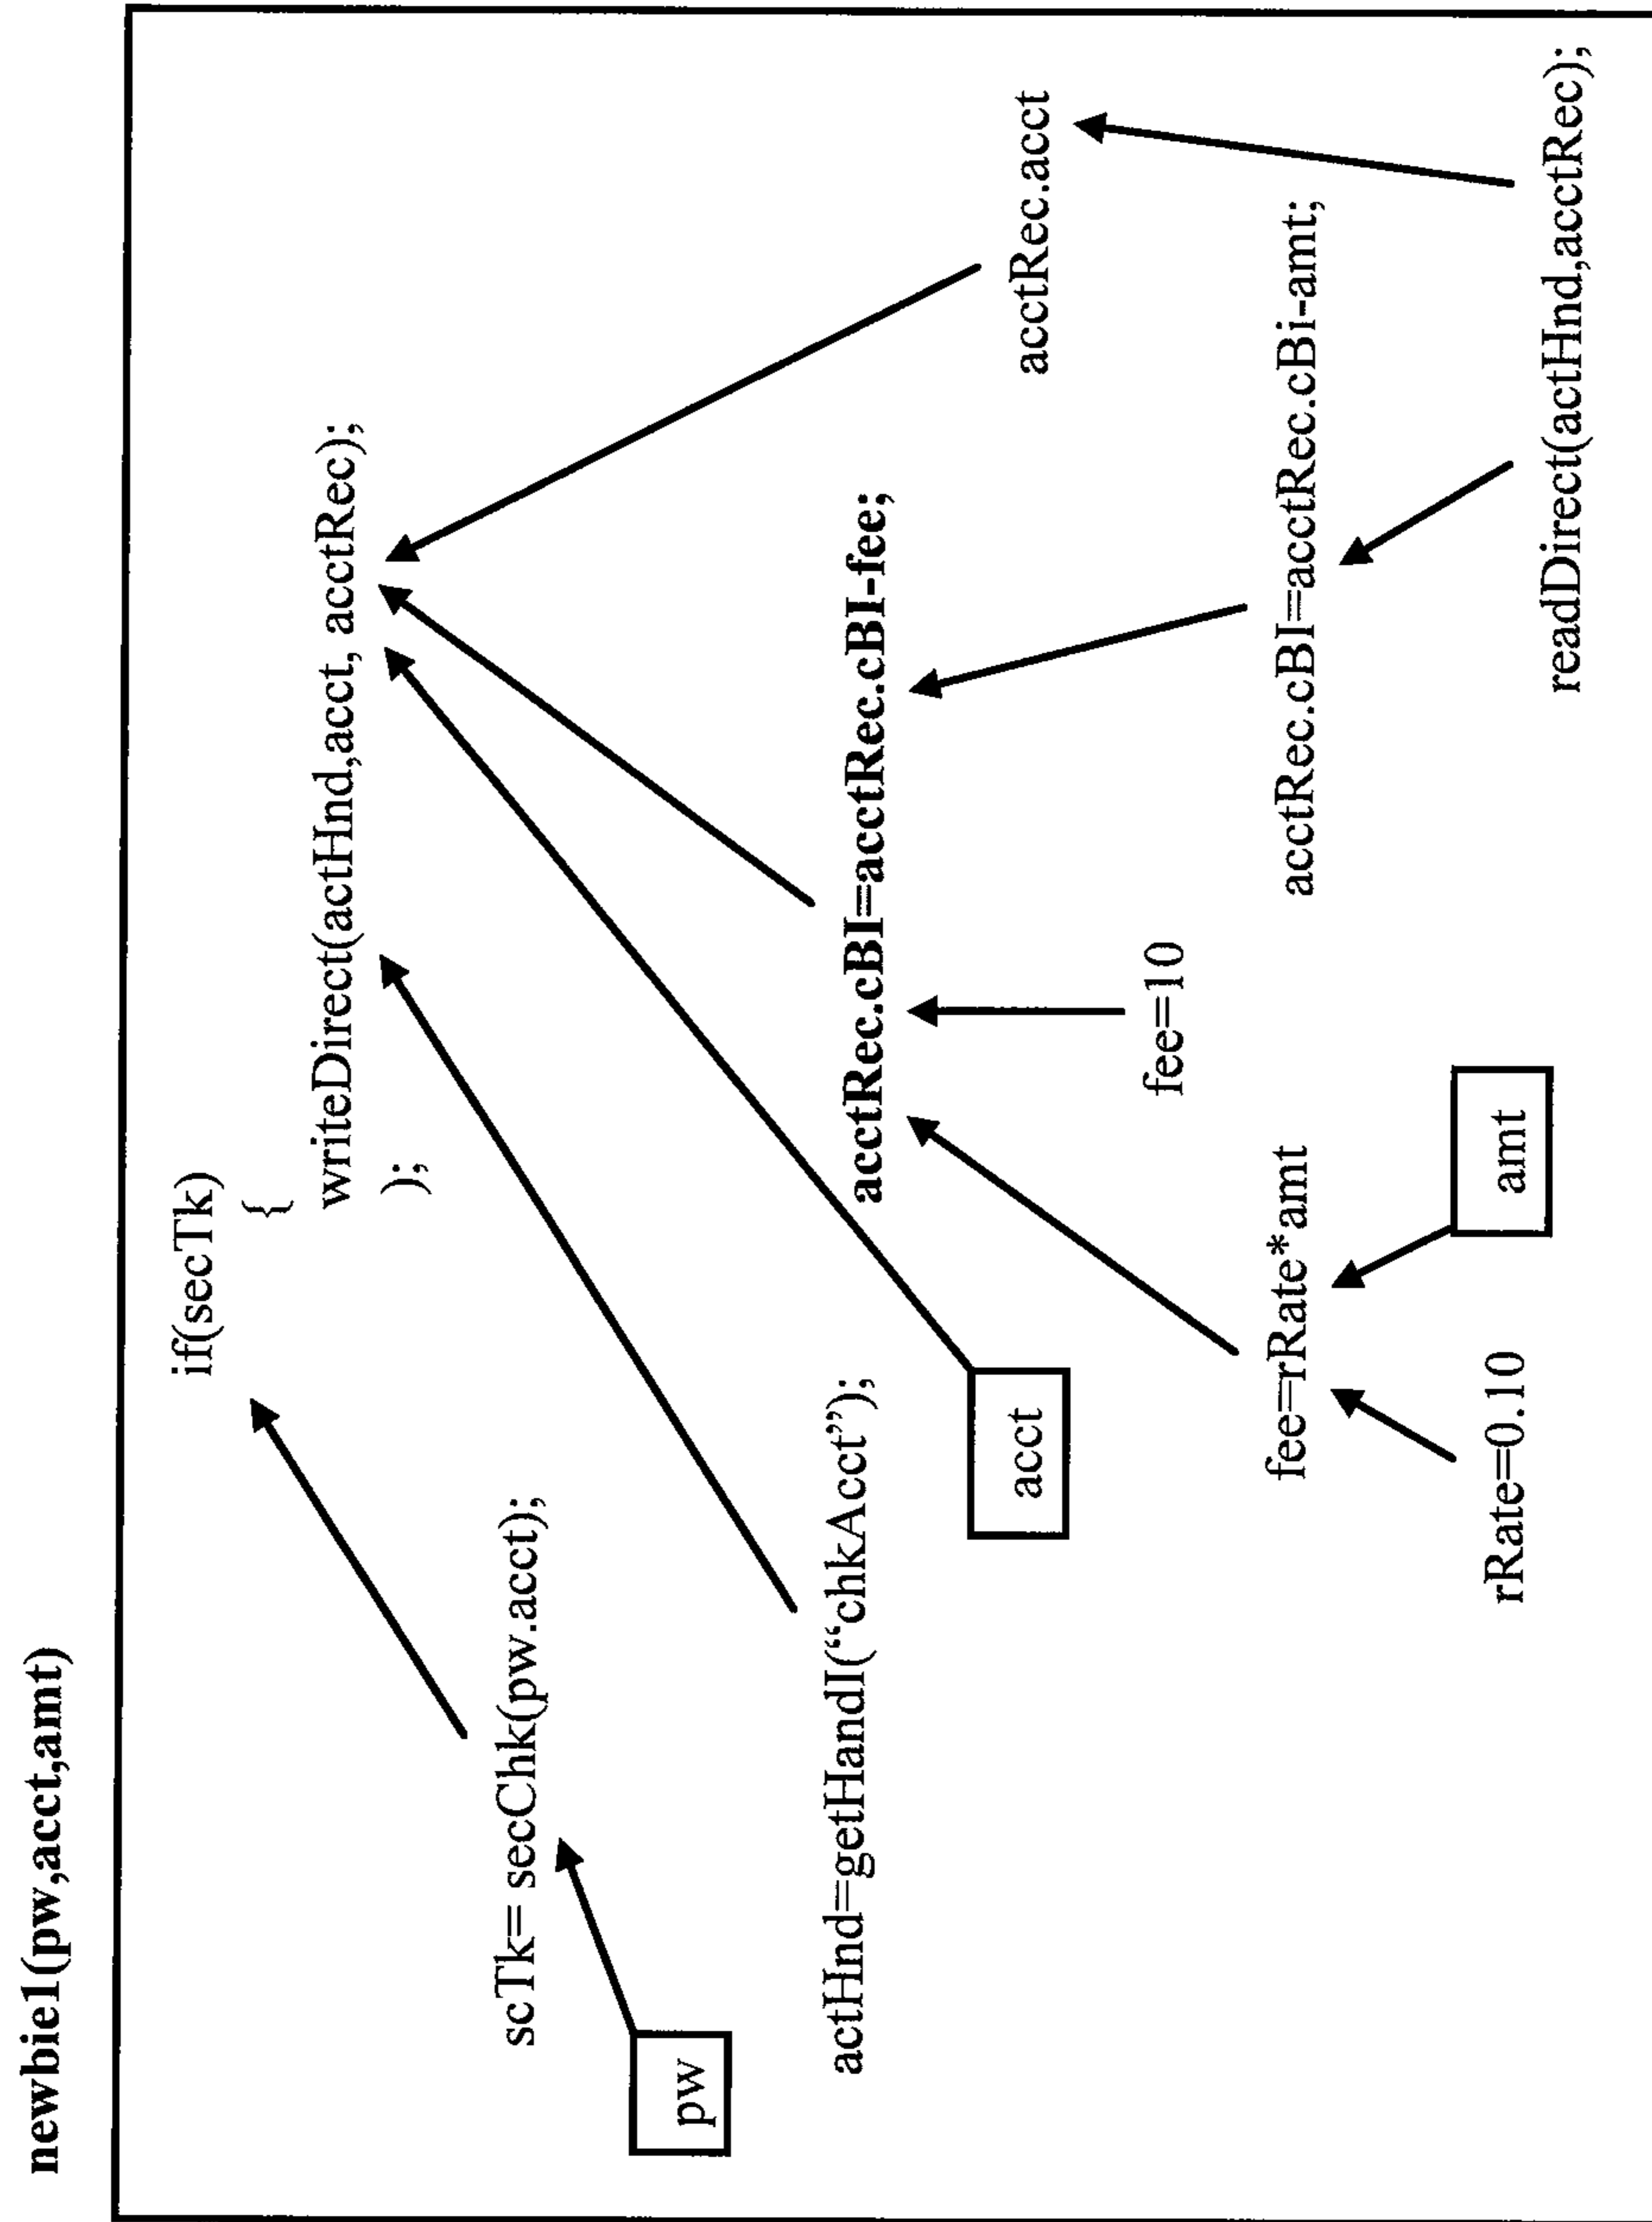 newbie1(pw,acct,amt)
if(secTk)
{
writeDirect(actHnd,acct, acctRec);
);
scTk= secChk(pw.acct);
pw
actHnd=getHandI(“chkAcct”);
acctRec.cBI=acctRec.cBI-fee;
acct
acctRec.acct
fee=10
fee=rRate*amt
acctRec.cBI=acctRec.cBi-amt;
rRate=0.10
amt
readDirect(actHnd,acctRec);